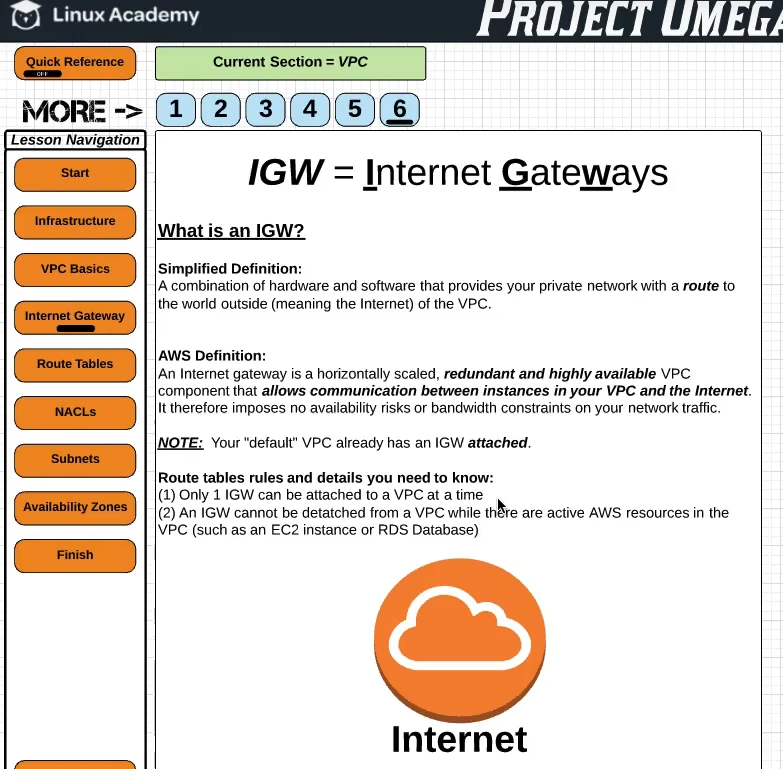 Linux Academy
PROJECT OMEGA
Quick Reference
OFF
Current Section = VPC
MORE ->
1 2 3 4 5 6
Lesson Navigation
Start
Infrastructure
VPC Basics
Internet Gateway
Route Tables
NACLs
Subnets
Availability Zones
Finish
IGW = Internet Gateways
What is an IGW?
Simplified Definition:
A combination of hardware and software that provides your private network with a route to
the world outside (meaning the Internet) of the VPC.
AWS Definition:
An Internet gateway is a horizontally scaled, redundant and highly available VPC
component that allows communication between instances in your VPC and the Internet.
It therefore imposes no availability risks or bandwidth constraints on your network traffic.
NOTE: Your "default" VPC already has an IGW attached.
Route tables rules and details you need to know:
(1) Only 1 IGW can be attached to a VPC at a time
(2) An IGW cannot be detatched from a VPC while there are active AWS resources in the
VPC (such as an EC2 instance or RDS Database)
Internet